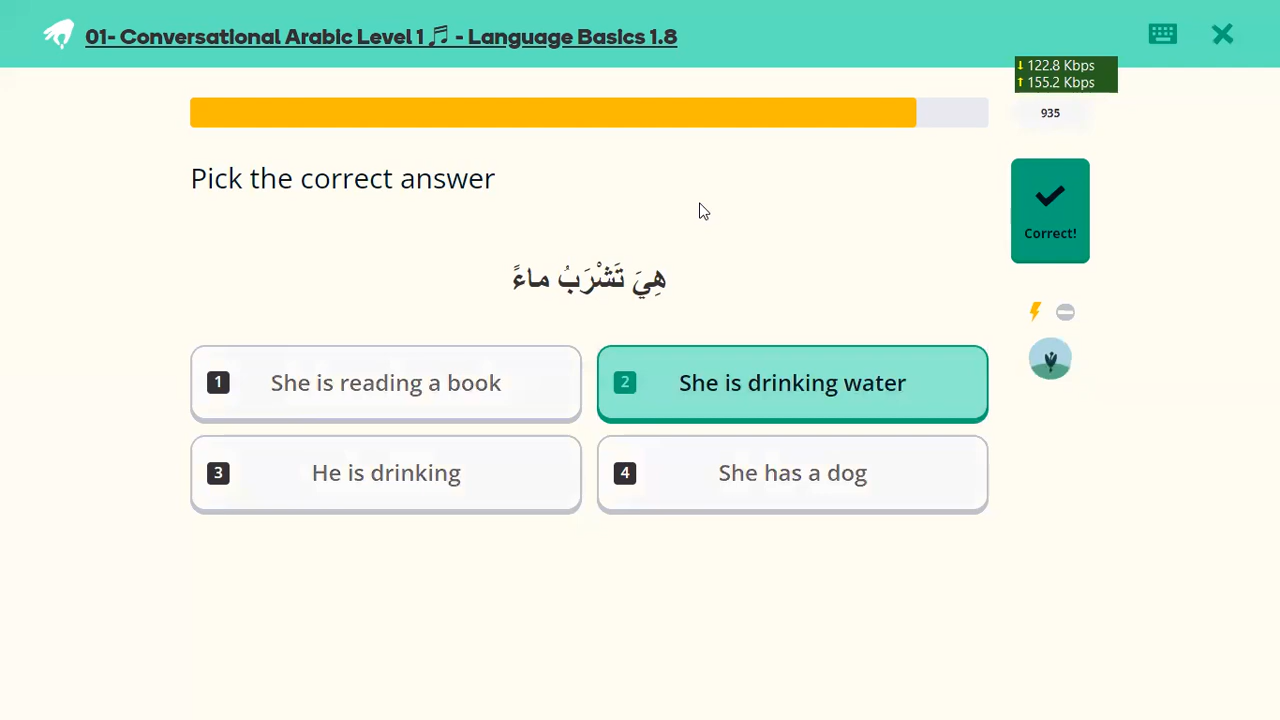 01- Conversational Arabic Level 1 🎵 - Language Basics 1.8
↓ 122.8 Kbps
↑ 155.2 Kbps
935
Pick the correct answer
Correct!
هِيَ تَشْرَبُ ماءً
1 She is reading a book
2 She is drinking water
3 He is drinking
4 She has a dog